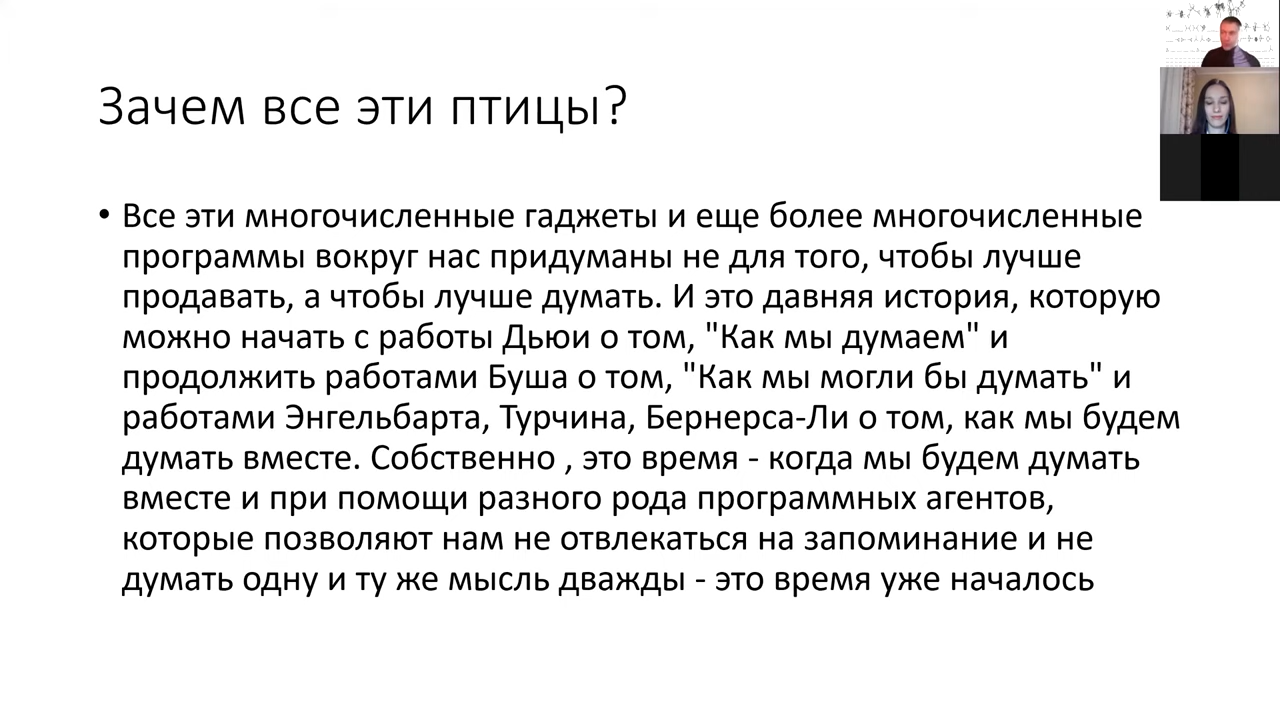 Зачем все эти птицы?
• Все эти многочисленные гаджеты и еще более многочисленные
программы вокруг нас придуманы не для того, чтобы лучше
продавать, а чтобы лучше думать. И это давняя история, которую
можно начать с работы Дьюи о том, "Как мы думаем" и
продолжить работами Буша о том, "Как мы могли бы думать" и
работами Энгельбарта, Турчина, Бернерса-Ли о том, как мы будем
думать вместе. Собственно , это время - когда мы будем думать
вместе и при помощи разного рода программных агентов,
которые позволяют нам не отвлекаться на запоминание и не
думать одну и ту же мысль дважды - это время уже началось